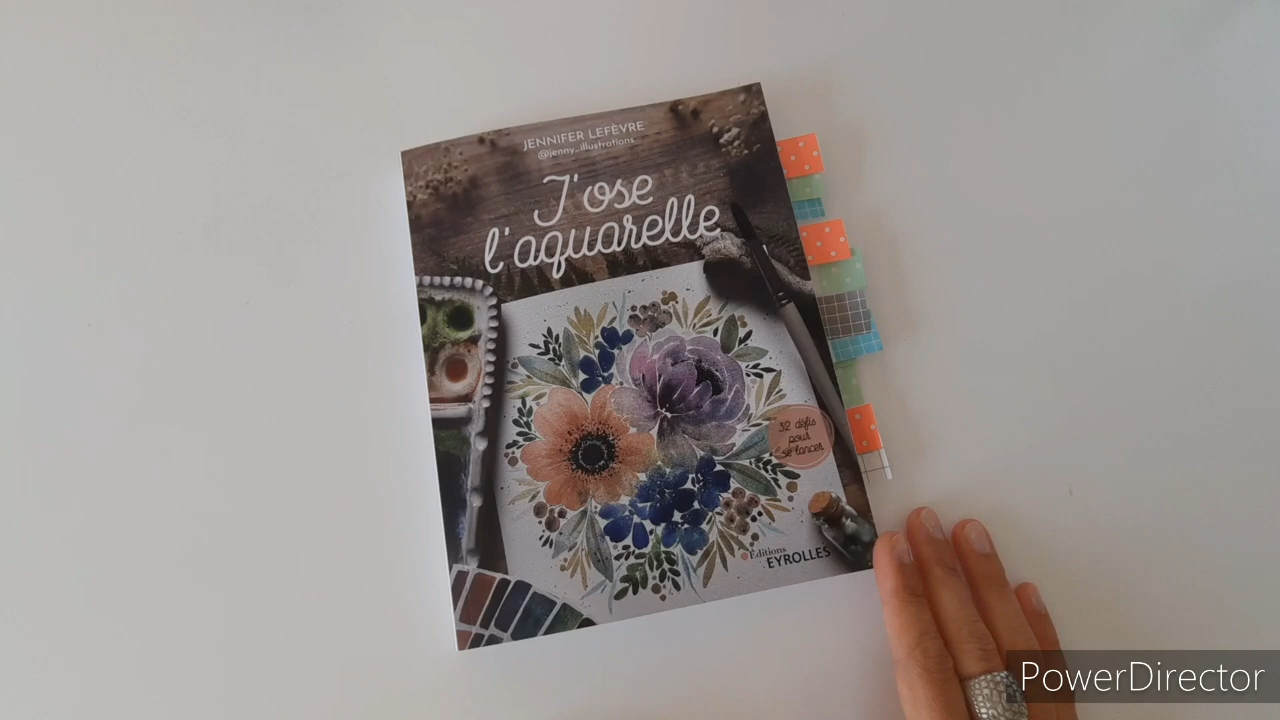 JENNIFER LEFÈVRE
@jenny_illustrations
J'ose
l'aquarelle
32 défis
pour
se lancer
Éditions
EYROLLES
PowerDirector